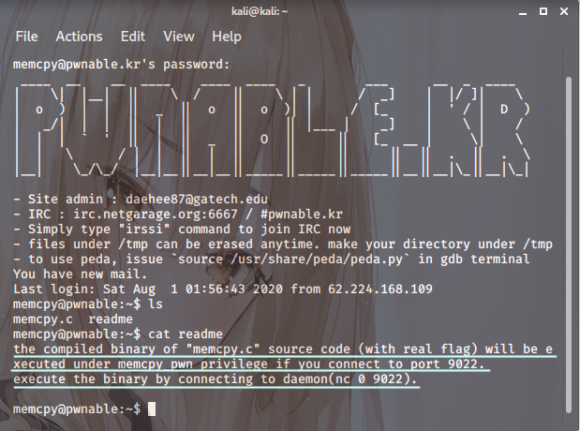 kali@kali: ~
File Actions Edit View Help
memcpy@pwnable.kr's password:
PWNABLE.KR
- Site admin : daehee87@gatech.edu
- IRC : irc.netgarage.org:6667 / #pwnable.kr
- Simply type "irssi" command to join IRC now
- files under /tmp can be erased anytime. make your directory under /tmp
- to use peda, issue `source /usr/share/peda/peda.py` in gdb terminal
You have new mail.
Last login: Sat Aug  1 01:56:43 2020 from 62.224.168.109
memcpy@pwnable:~$ ls
memcpy.c  readme
memcpy@pwnable:~$ cat readme
the compiled binary of "memcpy.c" source code (with real flag) will be e
xecuted under memcpy_pwn privilege if you connect to port 9022.
execute the binary by connecting to daemon(nc 0 9022).
memcpy@pwnable:~$